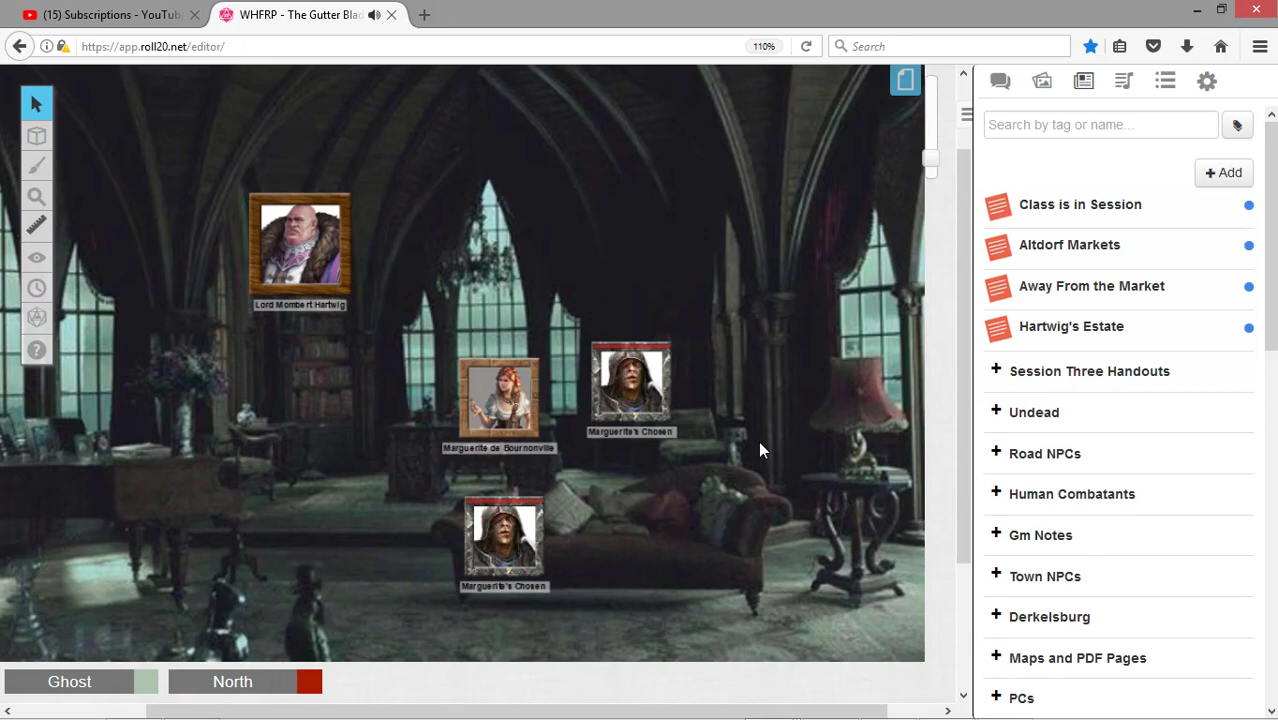 (15) Subscriptions - YouTub
WHFRP - The Gutter Blad
https://app.roll20.net/editor/
110%
Search
Search by tag or name...
+ Add
Class is in Session
Altdorf Markets
Away From the Market
Hartwig's Estate
+ Session Three Handouts
+ Undead
+ Road NPCs
+ Human Combatants
+ Gm Notes
+ Town NPCs
+ Derkelsburg
+ Maps and PDF Pages
+ PCs
Lord Mombert Hartwig
Marguerite's Chosen
Marguerite de Bournonville
Marguerite's Chosen
Ghost
North